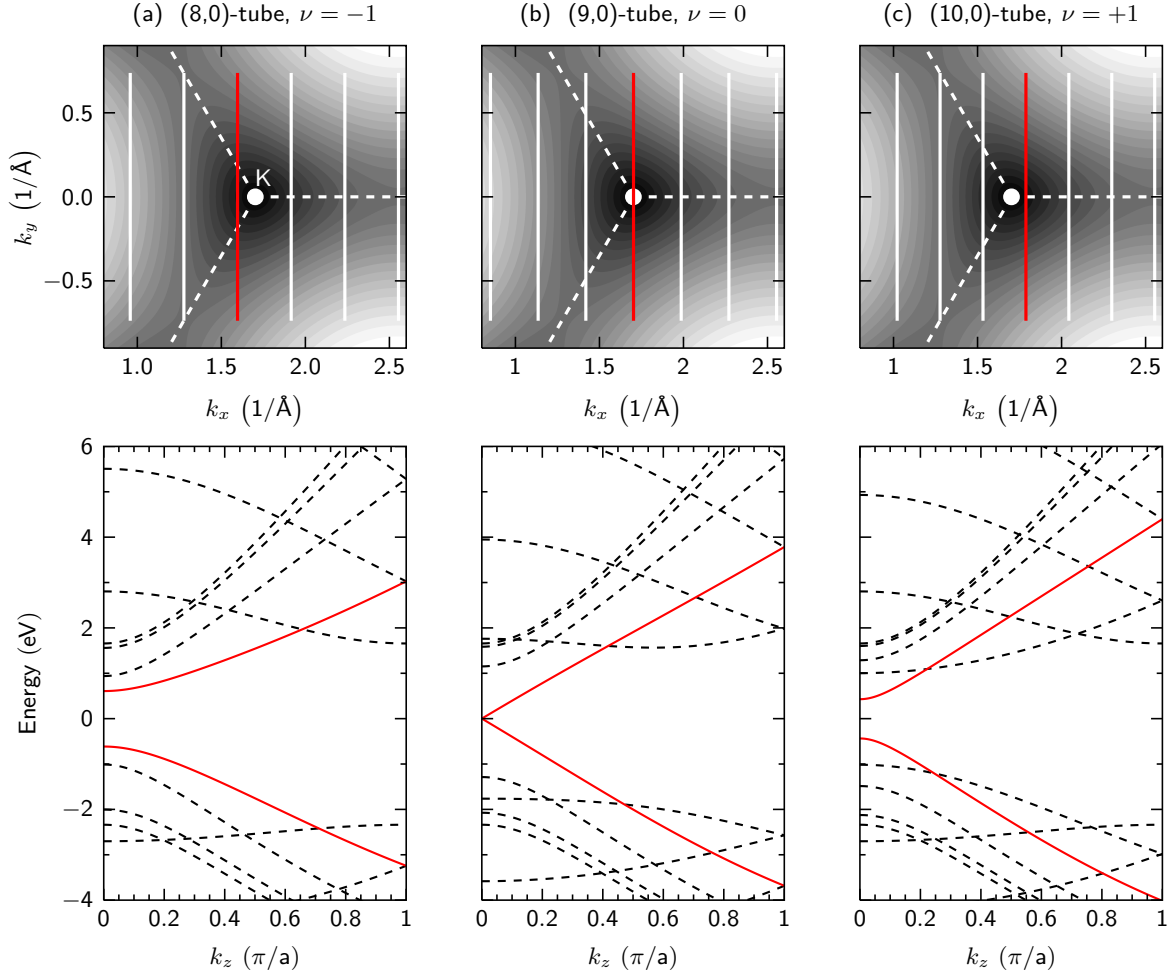 (a) (8,0)-tube, ν = −1
(b) (9,0)-tube, ν = 0
(c) (10,0)-tube, ν = +1
k_y (1/Å)
0.5
0.0
−0.5
K
1.0 1.5 2.0 2.5
1 1.5 2 2.5
1 1.5 2 2.5
k_x (1/Å)
k_x (1/Å)
k_x (1/Å)
Energy (eV)
6
4
2
0
−2
−4
0 0.2 0.4 0.6 0.8 1
0 0.2 0.4 0.6 0.8 1
0 0.2 0.4 0.6 0.8 1
k_z (π/a)
k_z (π/a)
k_z (π/a)